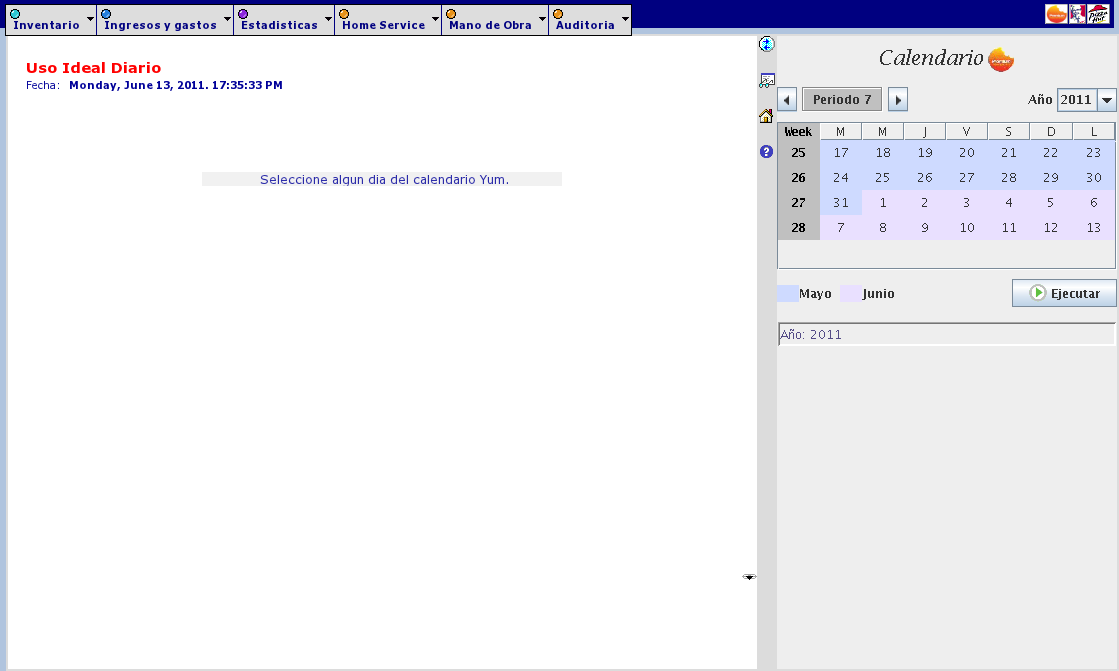 Inventario Ingresos y gastos Estadisticas Home Service Mano de Obra Auditoria
Uso Ideal Diario
Fecha: Monday, June 13, 2011. 17:35:33 PM
Seleccione algun dia del calendario Yum.
Calendario
Periodo 7 Año 2011
Week M M J V S D L
25 17 18 19 20 21 22 23
26 24 25 26 27 28 29 30
27 31 1 2 3 4 5 6
28 7 8 9 10 11 12 13
Mayo Junio Ejecutar
Año: 2011